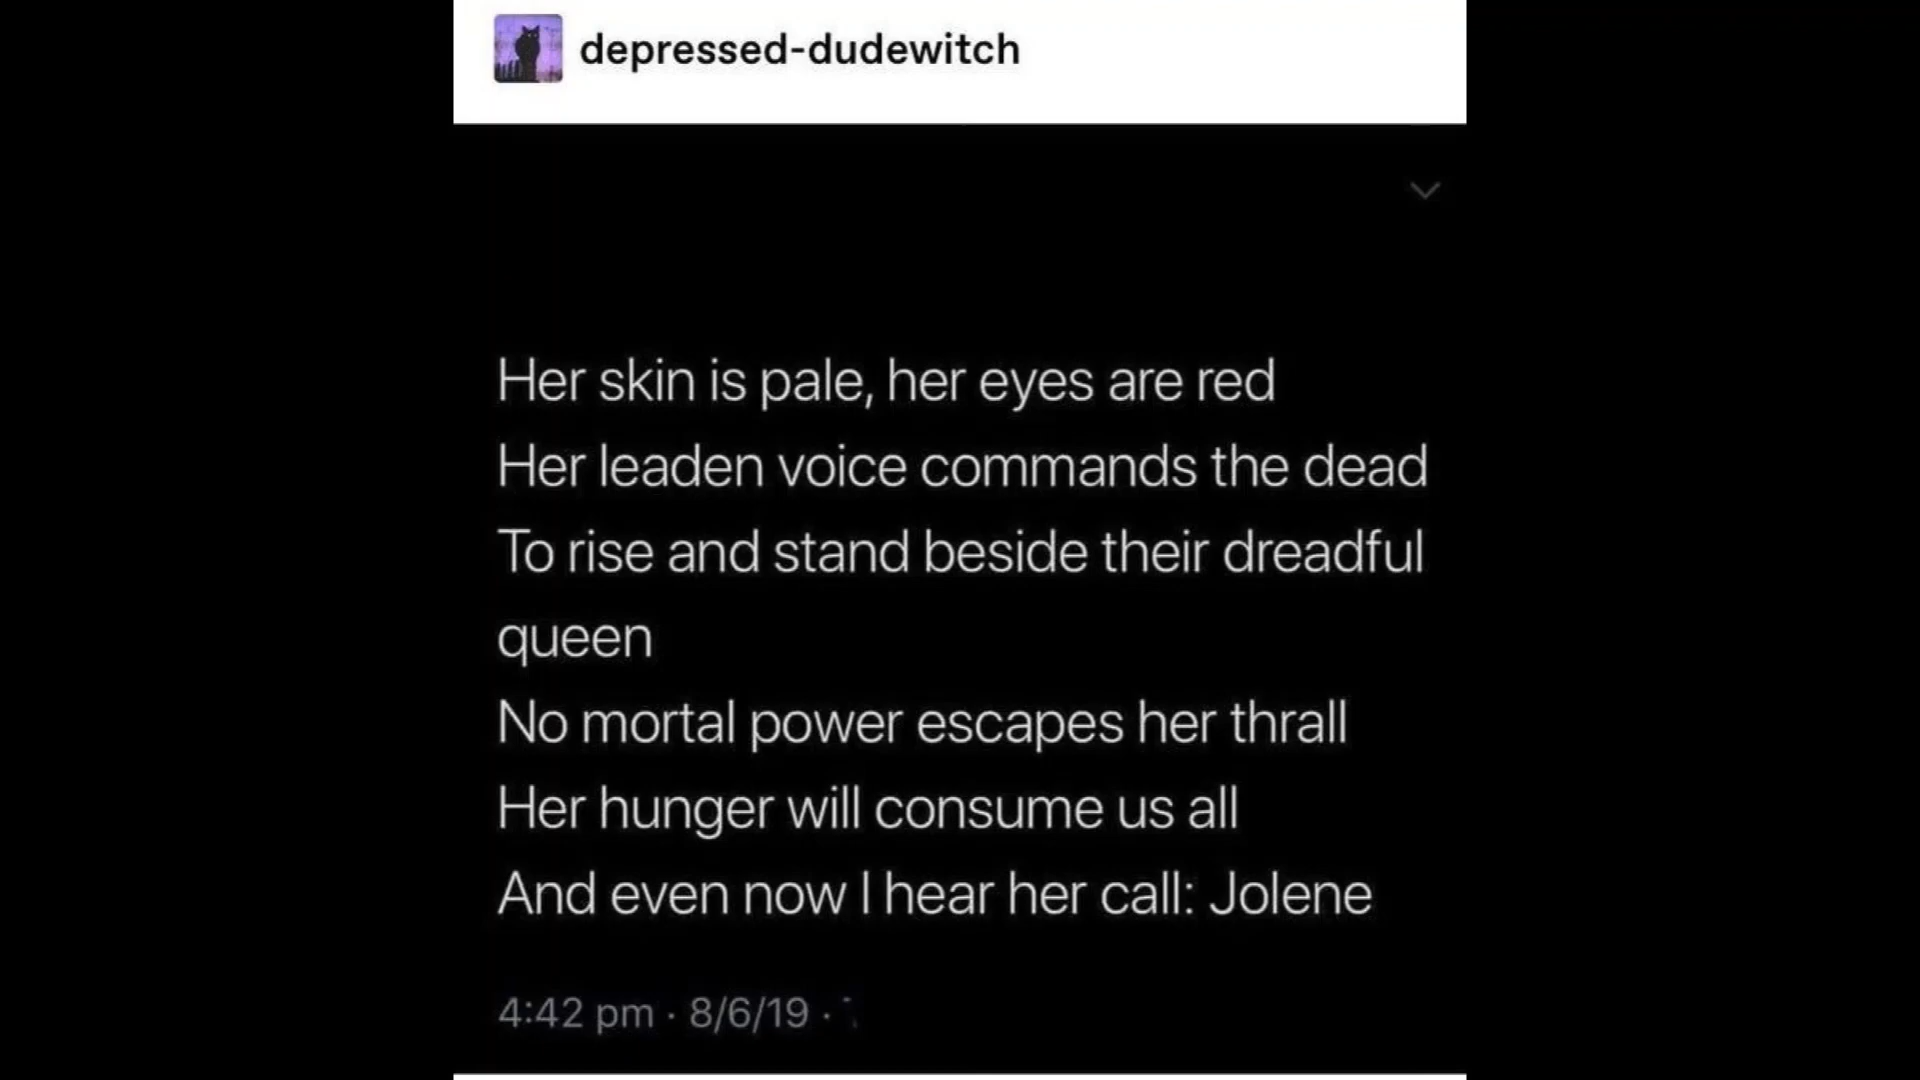 depressed-dudewitch
Her skin is pale, her eyes are red
Her leaden voice commands the dead
To rise and stand beside their dreadful
queen
No mortal power escapes her thrall
Her hunger will consume us all
And even now I hear her call: Jolene
4:42 pm · 8/6/19 ·